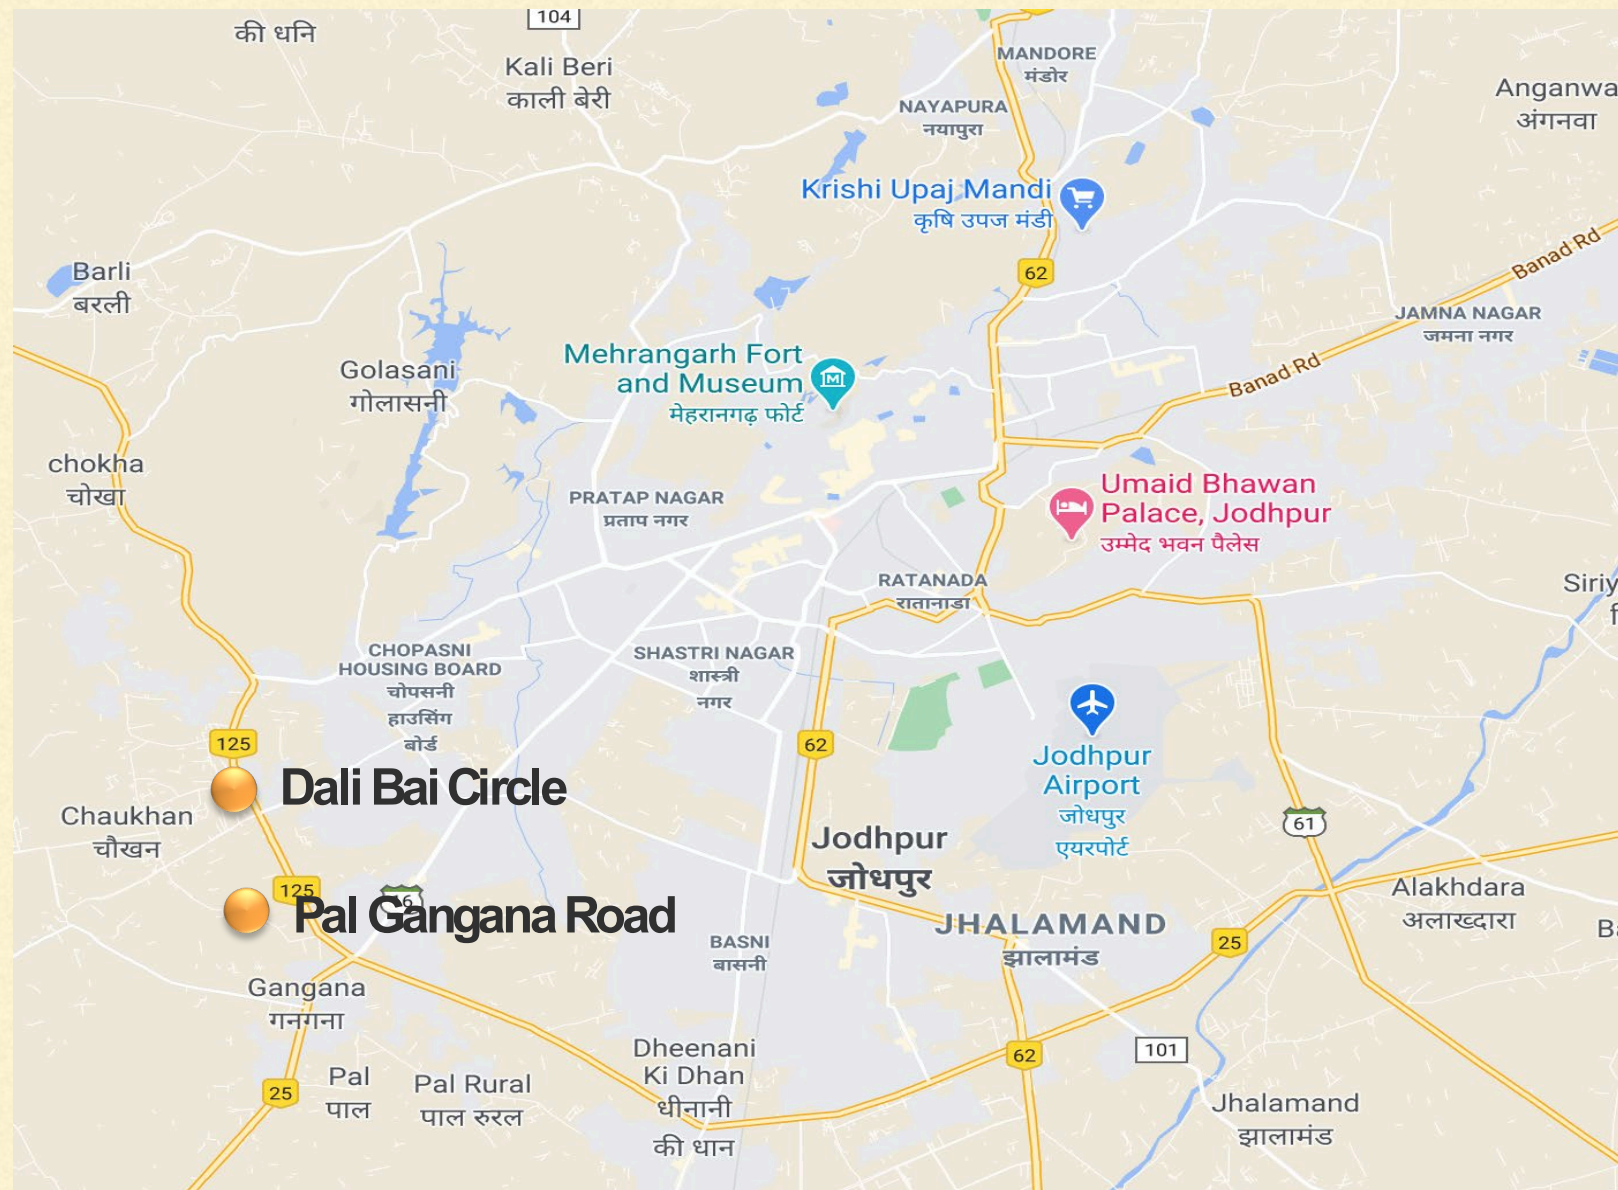 की धनि
104
Kali Beri
काली बेरी
MANDORE
मंडोर
NAYAPURA
नयापुरा
Anganwa
अंगनवा
Krishi Upaj Mandi
कृषि उपज मंडी
62
Banad Rd
Barli
बरली
JAMNA NAGAR
जमना नगर
Mehrangarh Fort
and Museum
मेहरानगढ़ फोर्ट
Golasani
गोलासनी
Banad Rd
chokha
चोखा
PRATAP NAGAR
प्रताप नगर
Umaid Bhawan
Palace, Jodhpur
उम्मेद भवन पैलेस
RATANADA
रातानाडा
Siriy
CHOPASNI
HOUSING BOARD
चोपसनी
हाउसिंग
बोर्ड
SHASTRI NAGAR
शास्त्री
नगर
125
62
Jodhpur
Airport
जोधपुर
एयरपोर्ट
Dali Bai Circle
Chaukhan
चौखन
61
Jodhpur
जोधपुर
125
Pal Gangana Road
Alakhdara
अलाख्दारा
JHALAMAND
झालामंड
25
BASNI
बासनी
Gangana
गनगना
Dheenani
Ki Dhan
धीनानी
की धान
62
101
Pal
पाल
Pal Rural
पाल रुरल
25
Jhalamand
झालामंड